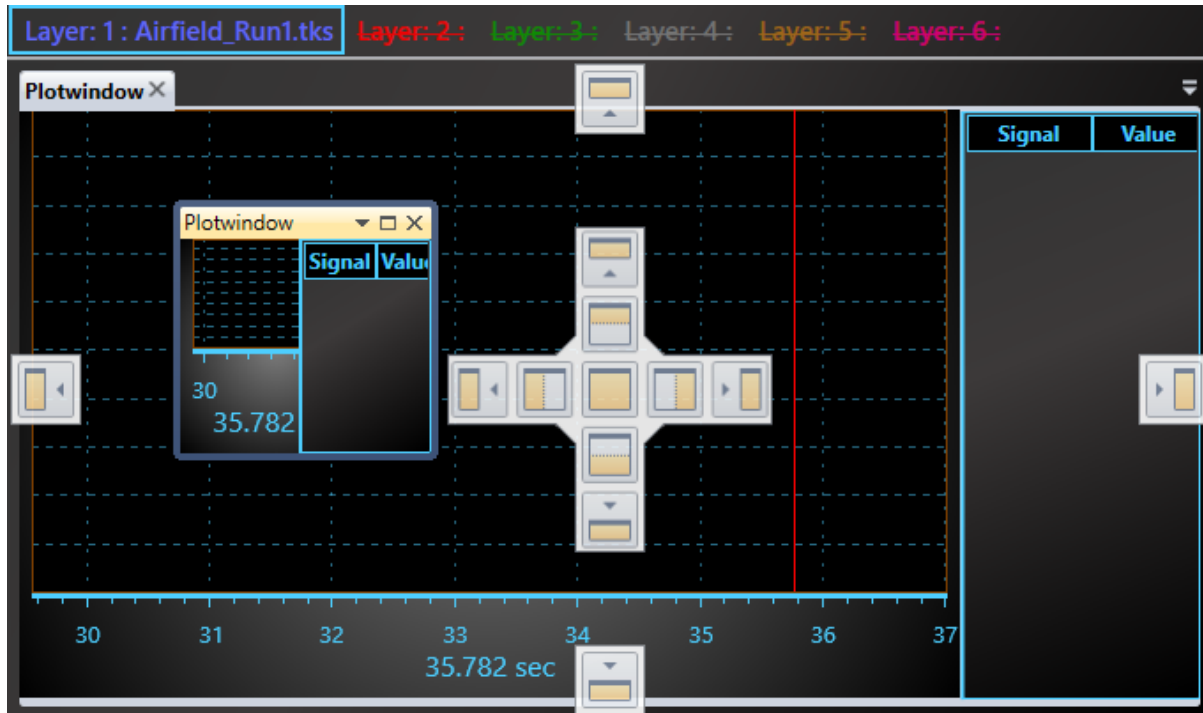 Layer: 1 : Airfield_Run1.tks Layer: 2 : Layer: 3 : Layer: 4 : Layer: 5 : Layer: 6 :
Plotwindow
Signal Value
Plotwindow
Signal Value
30
35.782
30 31 32 33 34 35 36 37
35.782 sec